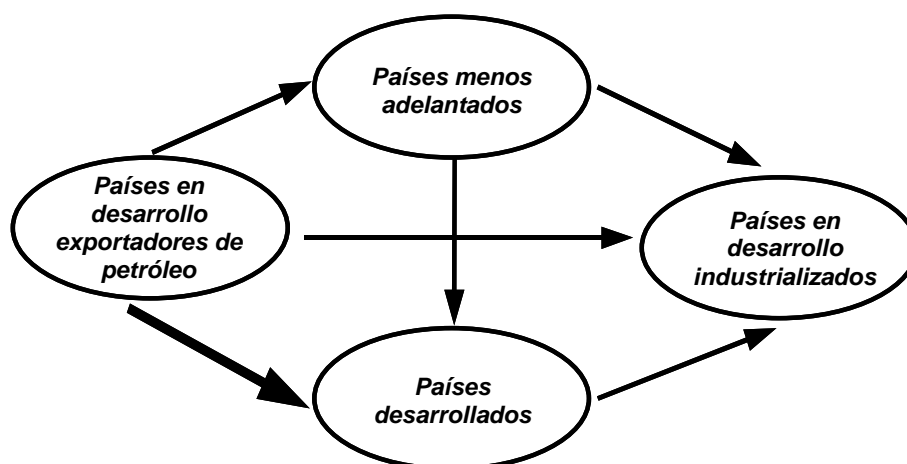 Países menos
adelantados
Países en
desarrollo
exportadores de
petróleo
Países en
desarrollo
industrializados
Países
desarrollados